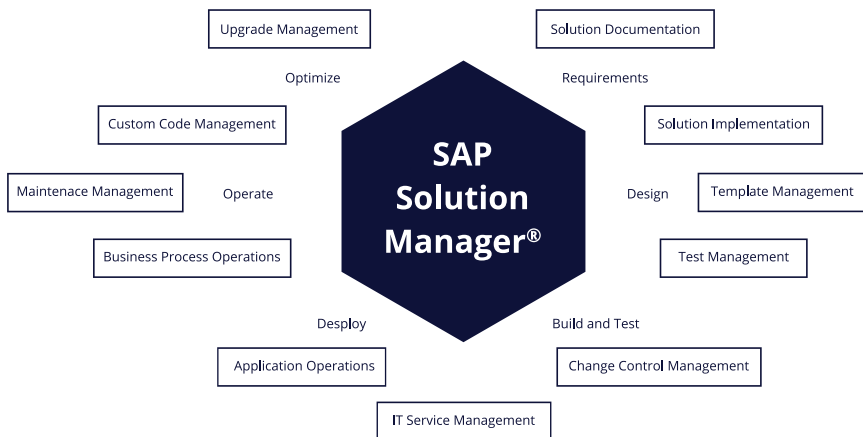 Upgrade Management
Solution Documentation
Optimize
Requirements
Custom Code Management
Solution Implementation
SAP
Solution
Manager®
Maintenace Management
Operate
Design
Template Management
Business Process Operations
Test Management
Desploy
Build and Test
Application Operations
Change Control Management
IT Service Management